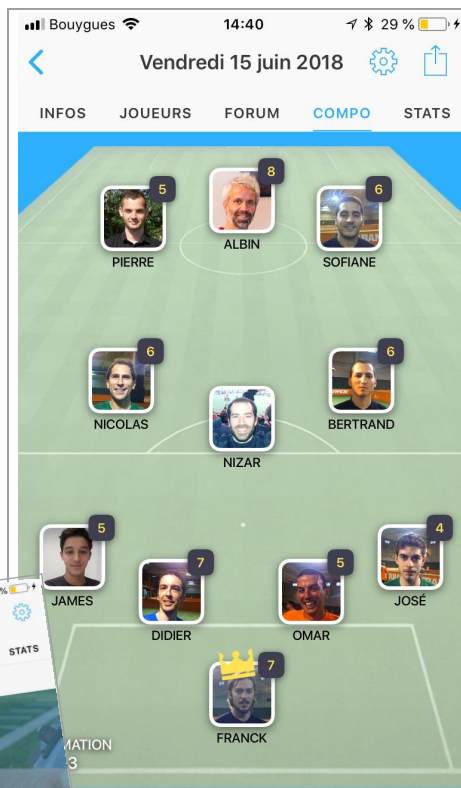 Bouygues 14:40 29 %
Vendredi 15 juin 2018
INFOS JOUEURS FORUM COMPO STATS
5 8 6
PIERRE ALBIN SOFIANE
6 6
NICOLAS NIZAR BERTRAND
5 7 5 4
JAMES DIDIER OMAR JOSÉ
7
FRANCK
%
STATS
MATION
3